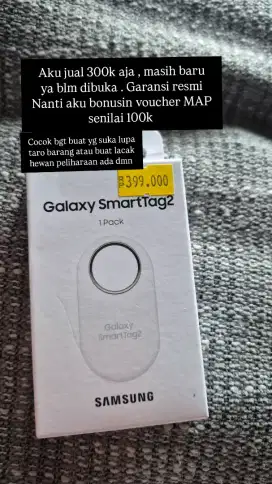 Aku jual 300k aja , masih baru
ya blm dibuka . Garansi resmi
Nanti aku bonusin voucher MAP
senilai 100k
Cocok bgt buat yg suka lupa
taro barang atau buat lacak
hewan peliharaan ada dmn
399.000
Galaxy SmartTag2
1 Pack
Galaxy
SmartTag2
SAMSUNG